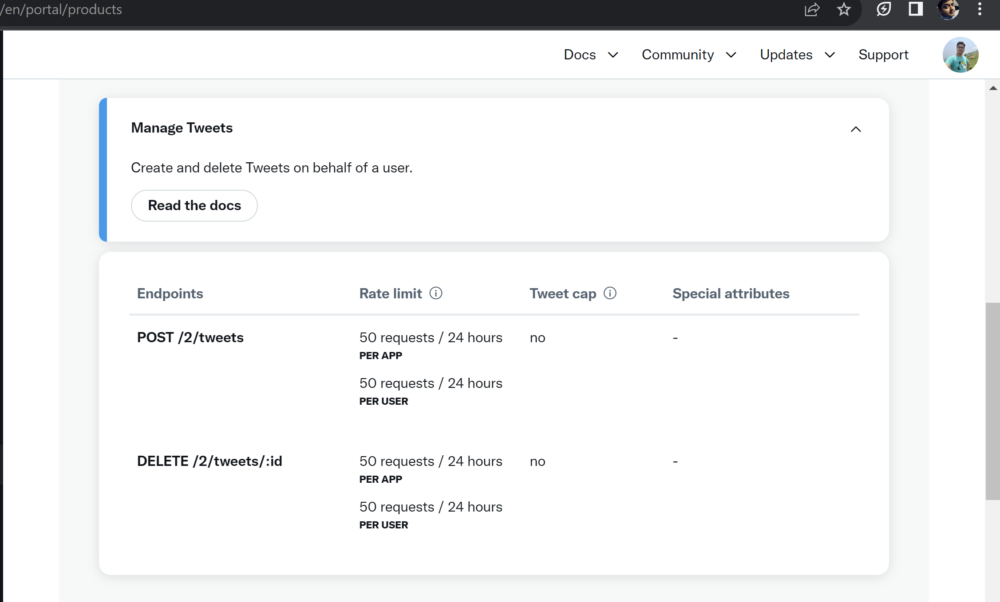 /en/portal/products
Docs Community Updates Support
Manage Tweets
Create and delete Tweets on behalf of a user.
Read the docs
Endpoints Rate limit Tweet cap Special attributes
POST /2/tweets 50 requests / 24 hours no -
PER APP
50 requests / 24 hours
PER USER
DELETE /2/tweets/:id 50 requests / 24 hours no -
PER APP
50 requests / 24 hours
PER USER